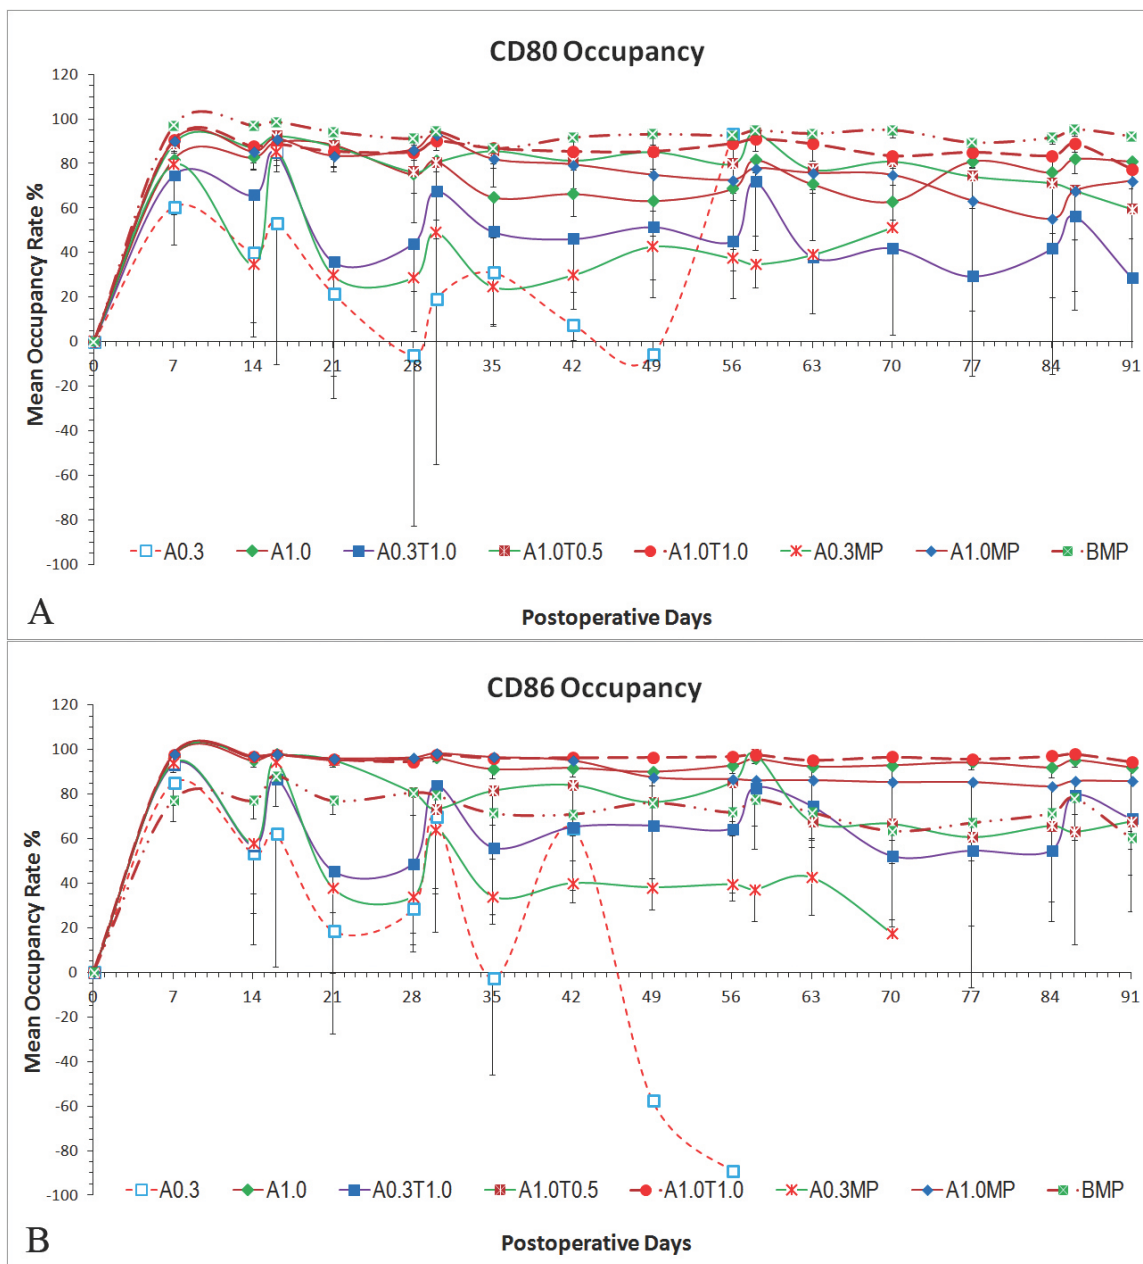 CD80 Occupancy
Mean Occupancy Rate %
120
100
80
60
40
20
0
-20
-40
-60
-80
-100
0 7 14 21 28 35 42 49 56 63 70 77 84 91
A0.3 A1.0 A0.3T1.0 A1.0T0.5 A1.0T1.0 A0.3MP A1.0MP BMP
A
Postoperative Days
CD86 Occupancy
Mean Occupancy Rate %
120
100
80
60
40
20
0
-20
-40
-60
-80
-100
0 7 14 21 28 35 42 49 56 63 70 77 84 91
A0.3 A1.0 A0.3T1.0 A1.0T0.5 A1.0T1.0 A0.3MP A1.0MP BMP
B
Postoperative Days